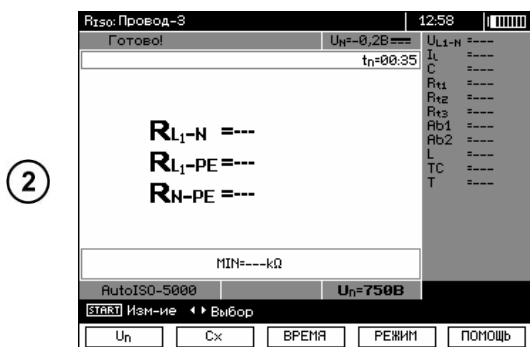 RISO: Провод-3 12:58
Готово! UN=-0,2В
tn=00:35
UL1-N =---
IL =---
C =---
Rt1 =---
Rt2 =---
Rt3 =---
Ab1 =---
Ab2 =---
L =---
TC =---
T =---
RL1-N =---
RL1-PE=---
RN-PE =---
2
MIN=---kΩ
AutoISO-5000 Un=750В
START Изм-ие Выбор
Un Cx ВРЕМЯ РЕЖИМ ПОМОЩЬ